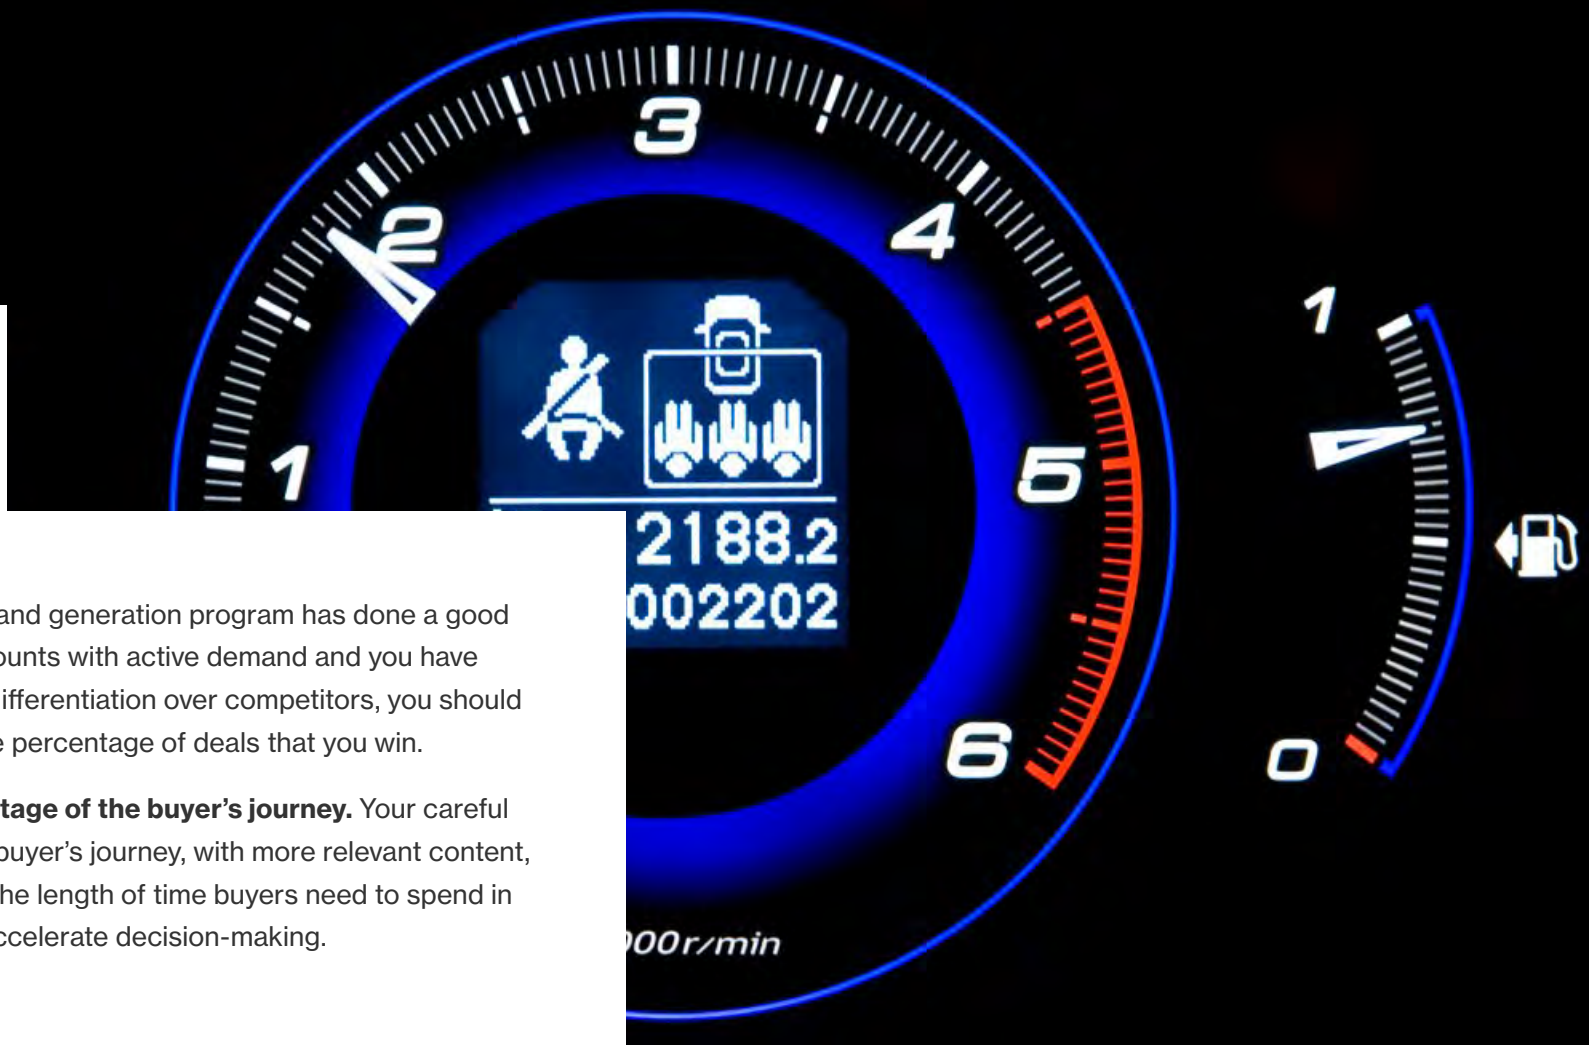 3
2
4
1
5
6
1
0
2188.2
002202
000 r/min
and generation program has done a good
ounts with active demand and you have
ifferentiation over competitors, you should
e percentage of deals that you win.
tage of the buyer's journey. Your careful
buyer's journey, with more relevant content,
he length of time buyers need to spend in
ccelerate decision-making.